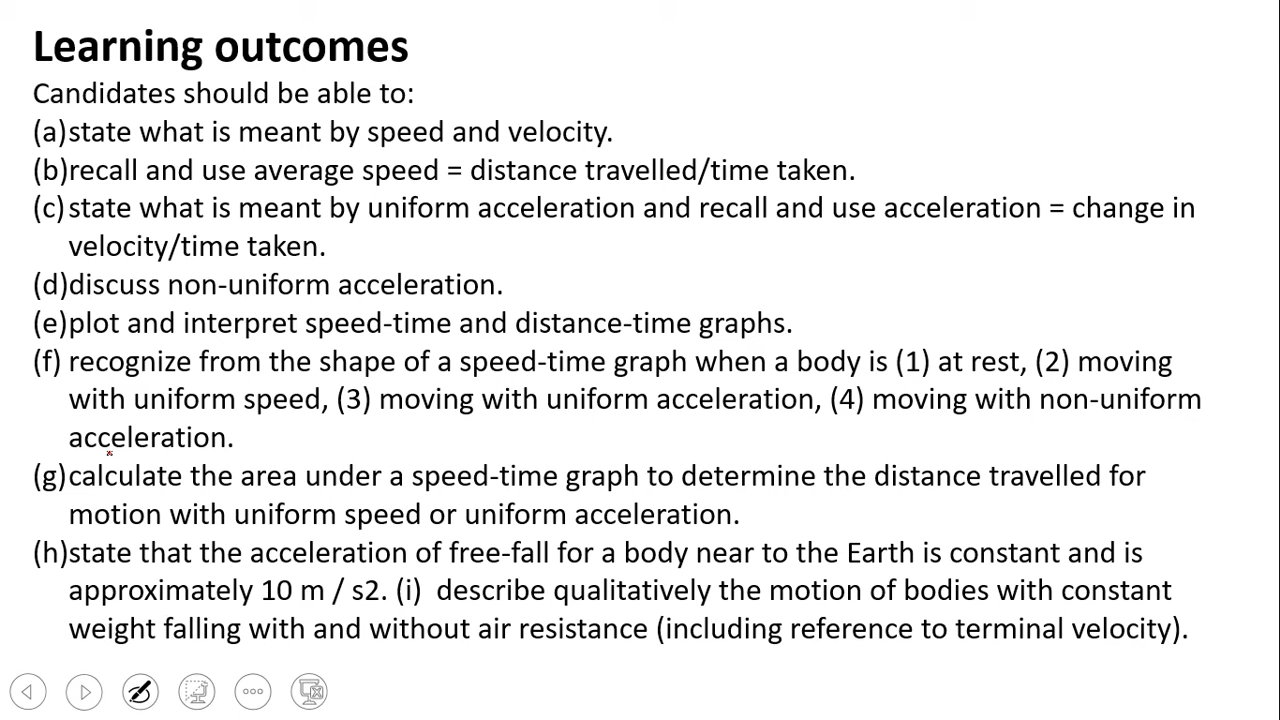 Learning outcomes
Candidates should be able to:
(a)state what is meant by speed and velocity.
(b)recall and use average speed = distance travelled/time taken.
(c)state what is meant by uniform acceleration and recall and use acceleration = change in
velocity/time taken.
(d)discuss non-uniform acceleration.
(e)plot and interpret speed-time and distance-time graphs.
(f) recognize from the shape of a speed-time graph when a body is (1) at rest, (2) moving
with uniform speed, (3) moving with uniform acceleration, (4) moving with non-uniform
acceleration.
(g)calculate the area under a speed-time graph to determine the distance travelled for
motion with uniform speed or uniform acceleration.
(h)state that the acceleration of free-fall for a body near to the Earth is constant and is
approximately 10 m / s2. (i)  describe qualitatively the motion of bodies with constant
weight falling with and without air resistance (including reference to terminal velocity).